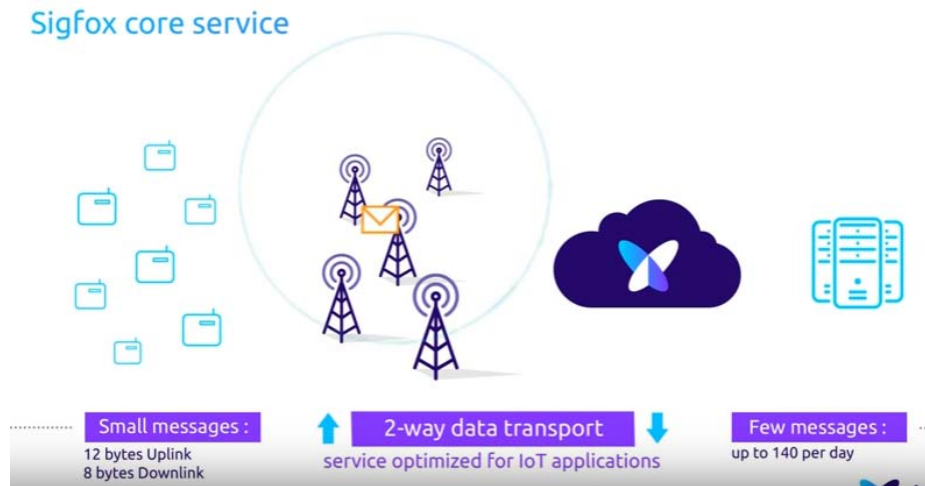 Sigfox core service
Small messages :
12 bytes Uplink
8 bytes Downlink
2-way data transport
service optimized for IoT applications
Few messages :
up to 140 per day